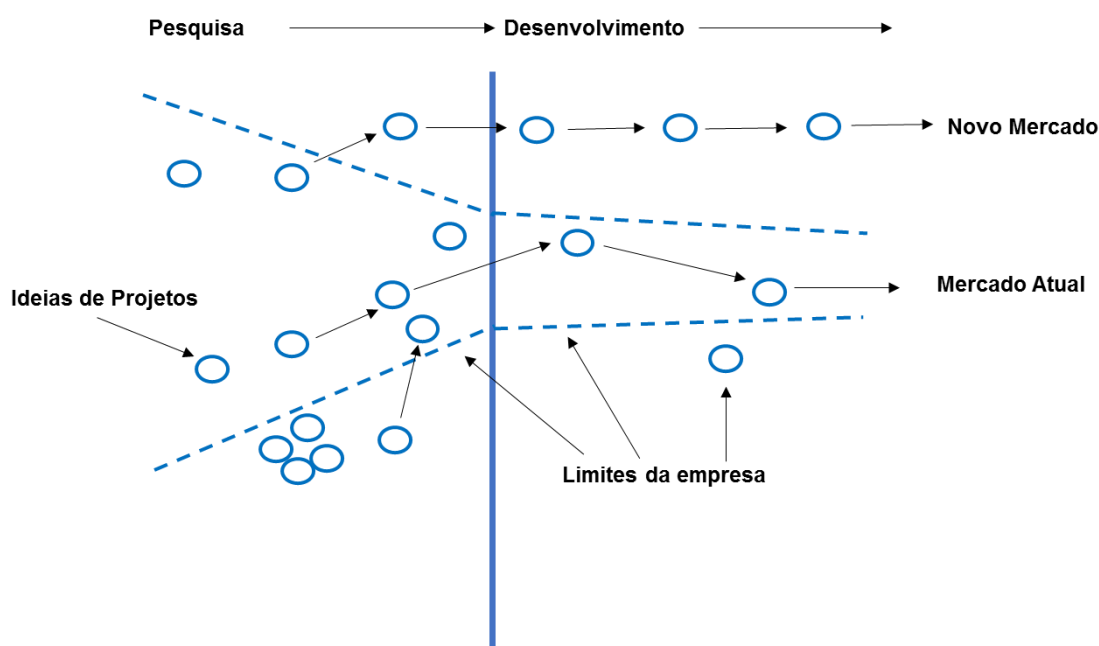 Pesquisa
Desenvolvimento
Novo Mercado
Mercado Atual
Ideias de Projetos
Limites da empresa